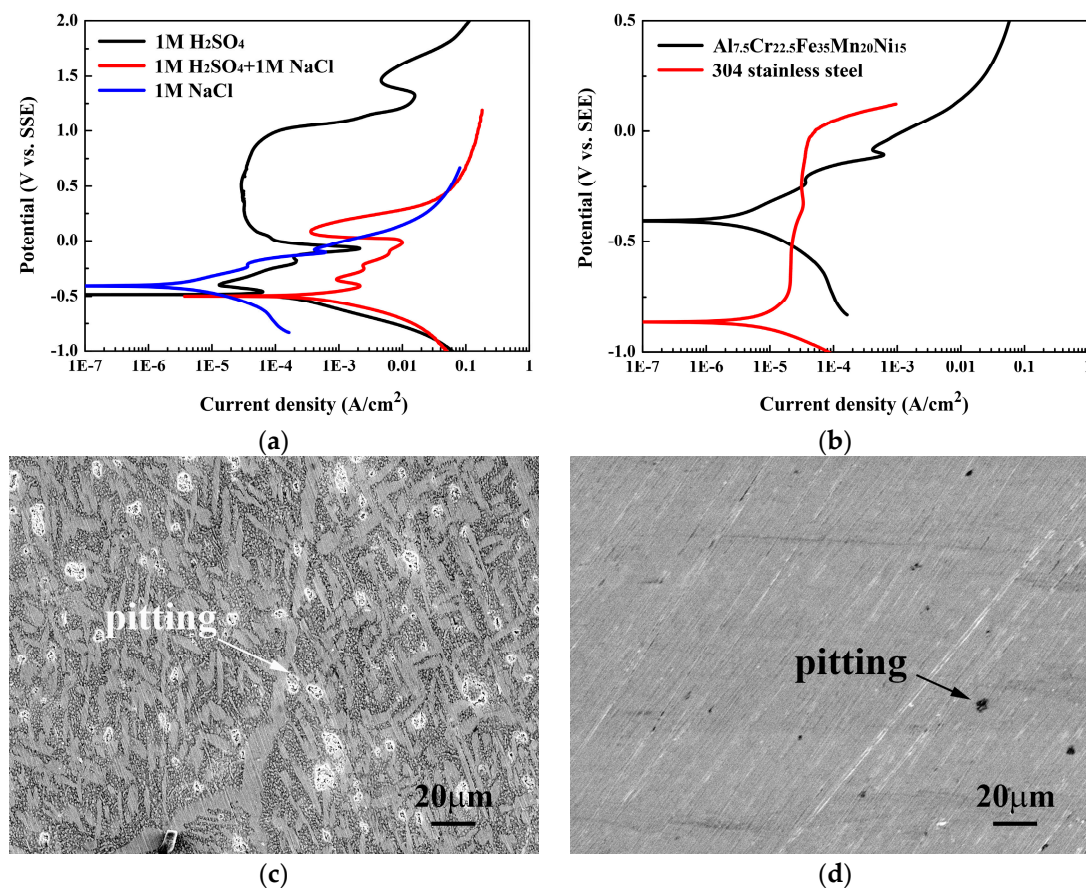 2.0
1.5
1.0
0.5
0.0
-0.5
-1.0
Potential (V vs. SSE)
1M H₂SO₄
1M H₂SO₄+1M NaCl
1M NaCl
1E-7 1E-6 1E-5 1E-4 1E-3 0.01 0.1 1
Current density (A/cm²)
(a)
0.5
0.0
-0.5
-1.0
Potential (V vs. SEE)
Al₇.₅Cr₂₂.₅Fe₃₅Mn₂₀Ni₁₅
304 stainless steel
1E-7 1E-6 1E-5 1E-4 1E-3 0.01 0.1 1
Current density (A/cm²)
(b)
pitting
20μm
(c)
pitting
20μm
(d)